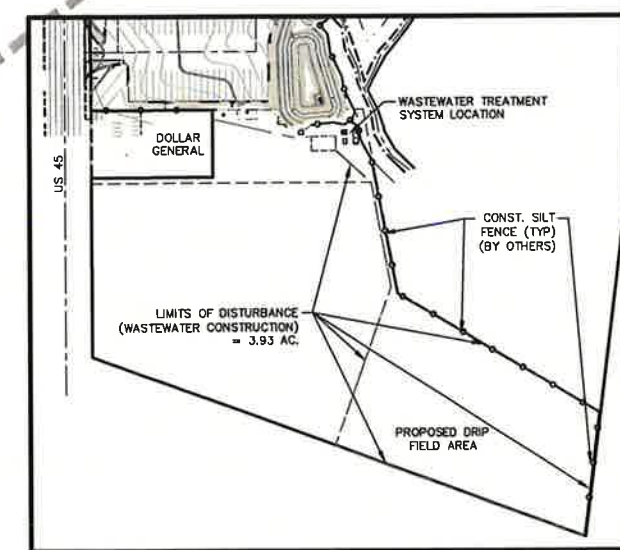 WASTEWATER TREATMENT
SYSTEM LOCATION
DOLLAR
GENERAL
US 45
CONST. SILT
FENCE (TYP)
(BY OTHERS)
LIMITS OF DISTURBANCE
(WASTEWATER CONSTRUCTION)
= 3.93 AC.
PROPOSED DRIP
FIELD AREA